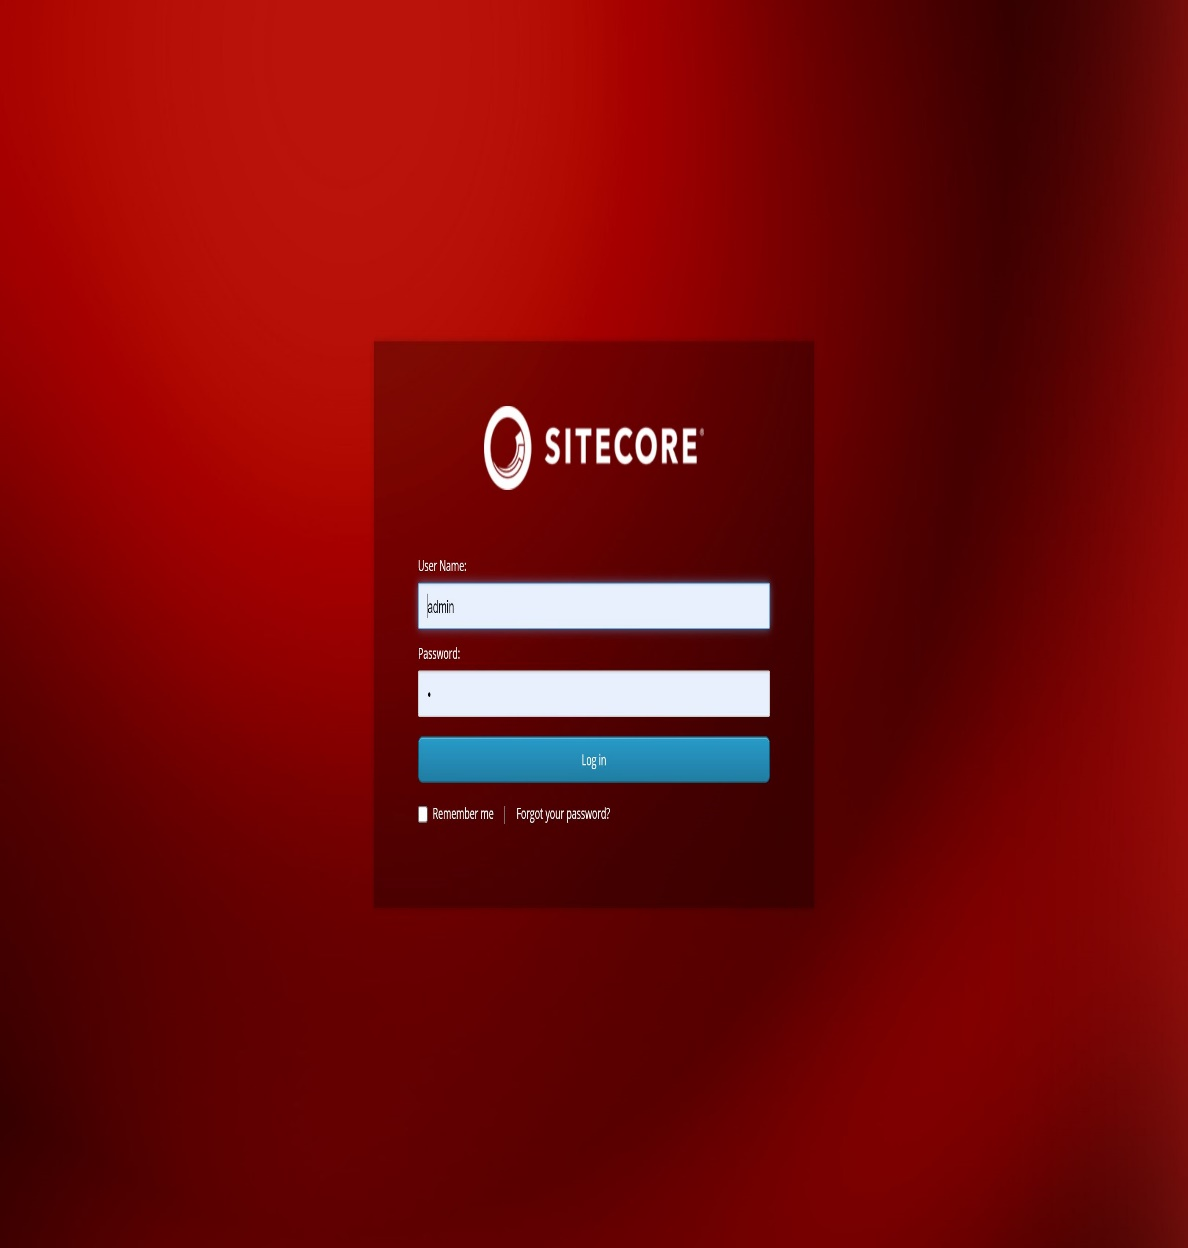 SITECORE®
User Name:
admin
Password:
•
Log in
Remember me | Forgot your password?